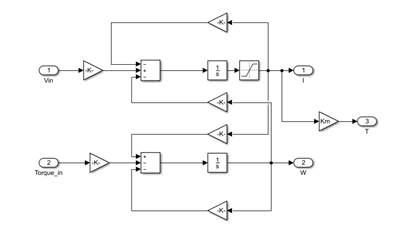 -K-
-
+
-
1
Vin
-K-
1
s
1
I
-K-
Km
3
T
-K-
+
+
-
2
Torque_in
-K-
1
s
2
W
-K-